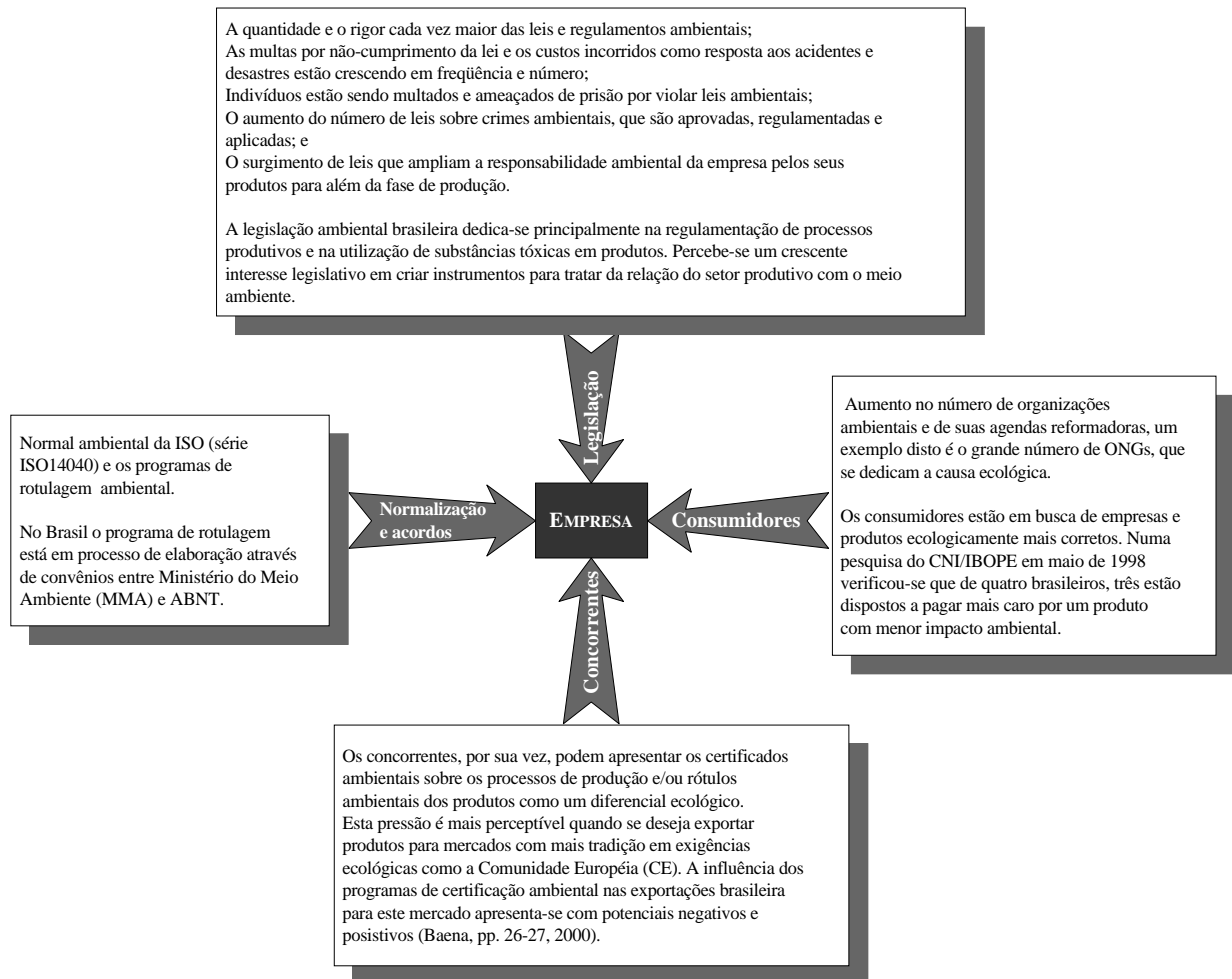 A quantidade e o rigor cada vez maior das leis e regulamentos ambientais;
As multas por não-cumprimento da lei e os custos incorridos como resposta aos acidentes e
desastres estão crescendo em freqüência e número;
Indivíduos estão sendo multados e ameaçados de prisão por violar leis ambientais;
O aumento do número de leis sobre crimes ambientais, que são aprovadas, regulamentadas e
aplicadas; e
O surgimento de leis que ampliam a responsabilidade ambiental da empresa pelos seus
produtos para além da fase de produção.
A legislação ambiental brasileira dedica-se principalmente na regulamentação de processos
produtivos e na utilização de substâncias tóxicas em produtos. Percebe-se um crescente
interesse legislativo em criar instrumentos para tratar da relação do setor produtivo com o meio
ambiente.
Legislação
Normal ambiental da ISO (série
ISO14040) e os programas de
rotulagem ambiental.
No Brasil o programa de rotulagem
está em processo de elaboração através
de convênios entre Ministério do Meio
Ambiente (MMA) e ABNT.
Normalização
e acordos
EMPRESA
Consumidores
Aumento no número de organizações
ambientais e de suas agendas reformadoras, um
exemplo disto é o grande número de ONGs, que
se dedicam a causa ecológica.
Os consumidores estão em busca de empresas e
produtos ecologicamente mais corretos. Numa
pesquisa do CNI/IBOPE em maio de 1998
verificou-se que de quatro brasileiros, três estão
dispostos a pagar mais caro por um produto
com menor impacto ambiental.
Concorrentes
Os concorrentes, por sua vez, podem apresentar os certificados
ambientais sobre os processos de produção e/ou rótulos
ambientais dos produtos como um diferencial ecológico.
Esta pressão é mais perceptível quando se deseja exportar
produtos para mercados com mais tradição em exigências
ecológicas como a Comunidade Européia (CE). A influência dos
programas de certificação ambiental nas exportações brasileira
para este mercado apresenta-se com potenciais negativos e
posistivos (Baena, pp. 26-27, 2000).